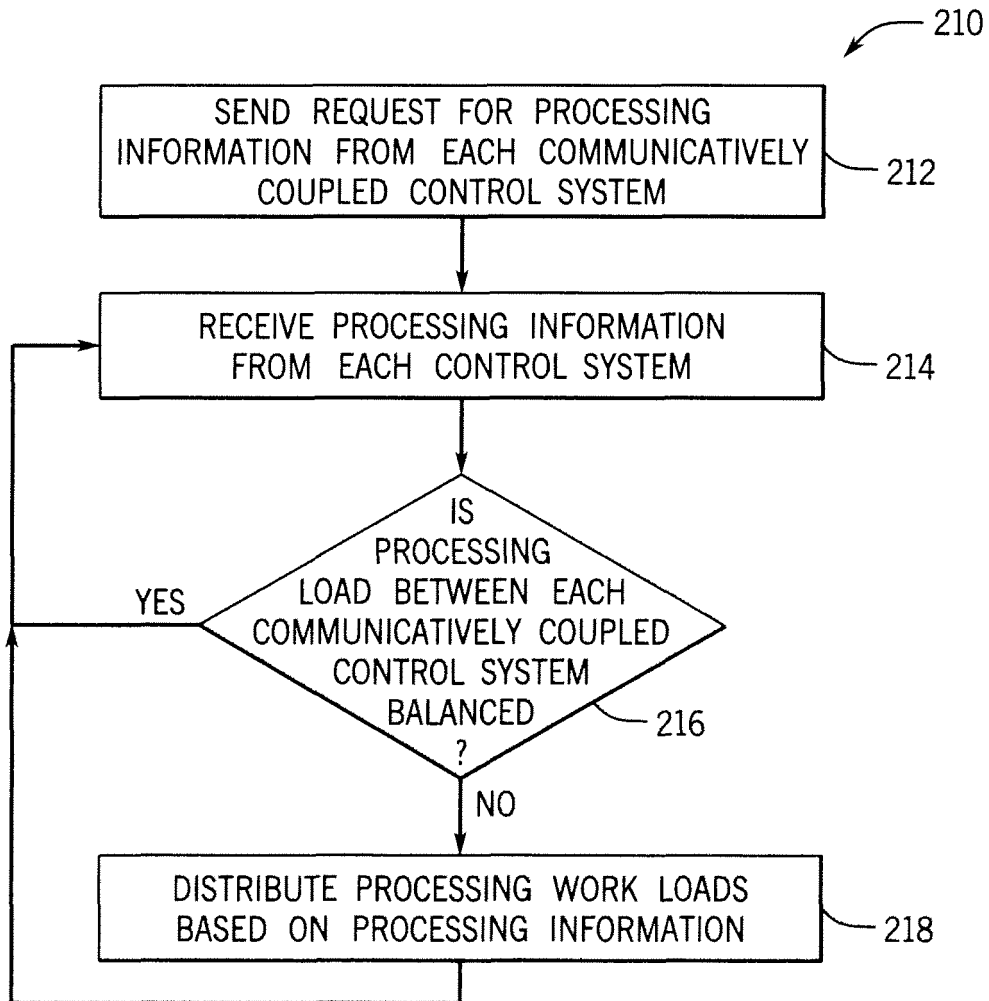 210
SEND REQUEST FOR PROCESSING
INFORMATION FROM EACH COMMUNICATIVELY
COUPLED CONTROL SYSTEM
212
RECEIVE PROCESSING INFORMATION
FROM EACH CONTROL SYSTEM
214
IS
PROCESSING
LOAD BETWEEN EACH
COMMUNICATIVELY COUPLED
CONTROL SYSTEM
BALANCED
?
216
YES
NO
DISTRIBUTE PROCESSING WORK LOADS
BASED ON PROCESSING INFORMATION
218